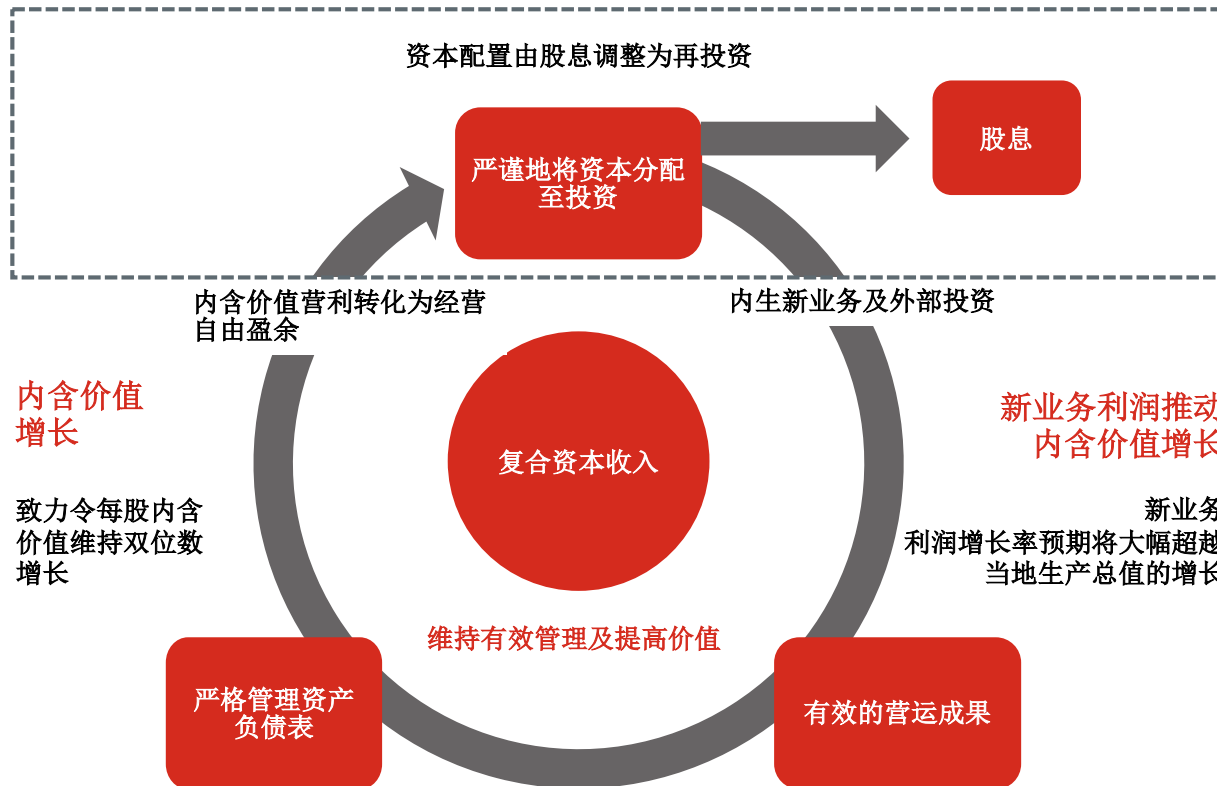 资本配置由股息调整为再投资
股息
严谨地将资本分配
至投资
内含价值营利转化为经营
自由盈余
内生新业务及外部投资
内含价值
增长
新业务利润推动
内含价值增长
复合资本收入
致力令每股内含
价值维持双位数
增长
新业务
利润增长率预期将大幅超越
当地生产总值的增长
维持有效管理及提高价值
严格管理资产
负债表
有效的营运成果